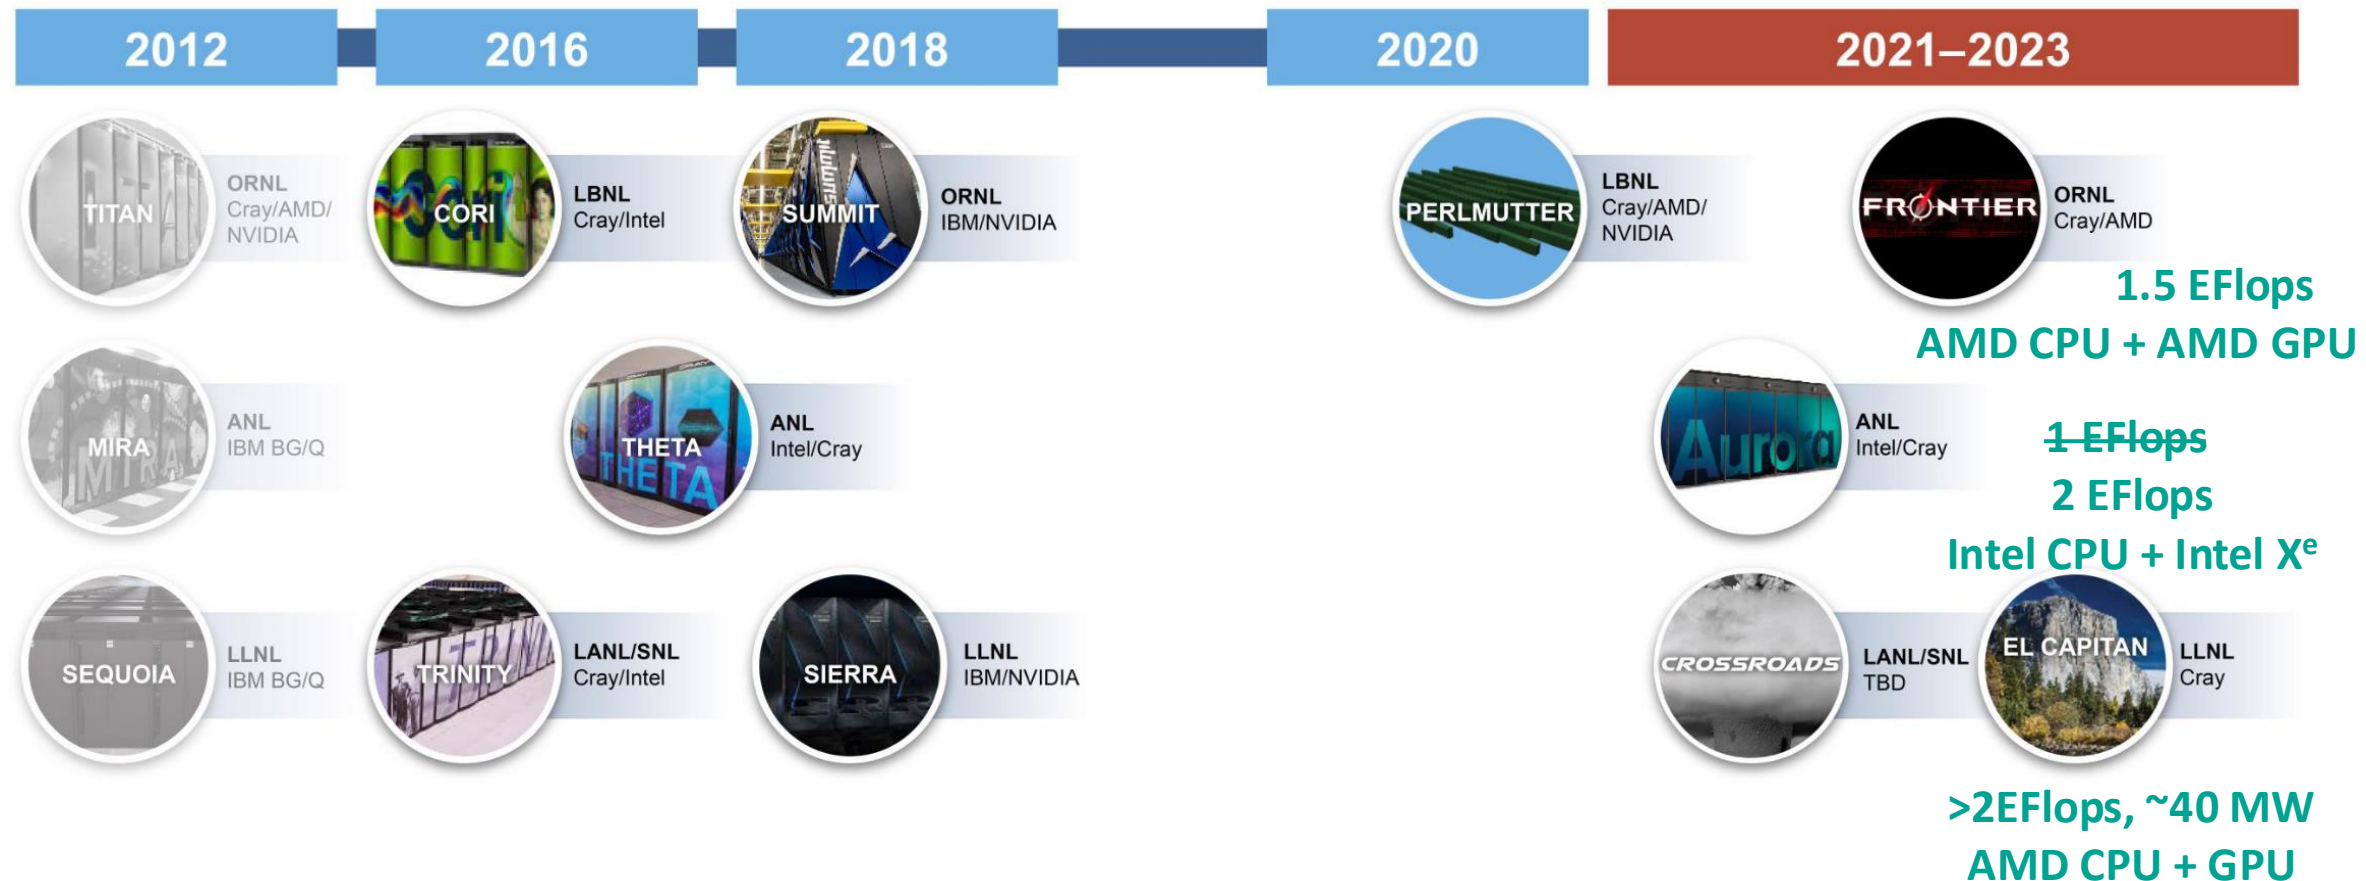 2012
2016
2018
2020
2021–2023
TITAN
ORNL
Cray/AMD/
NVIDIA
CORI
Cori
LBNL
Cray/Intel
SUMMIT
ORNL
IBM/NVIDIA
PERLMUTTER
LBNL
Cray/AMD/
NVIDIA
FRONTIER
ORNL
Cray/AMD
1.5 EFlops
AMD CPU + AMD GPU
MIRA
MIRA
ANL
IBM BG/Q
THETA
THETA
ANL
Intel/Cray
Aurora
ANL
Intel/Cray
1 EFlops
2 EFlops
Intel CPU + Intel Xᵉ
SEQUOIA
LLNL
IBM BG/Q
TRINITY
LANL/SNL
Cray/Intel
SIERRA
LLNL
IBM/NVIDIA
CROSSROADS
LANL/SNL
TBD
EL CAPITAN
LLNL
Cray
>2EFlops, ~40 MW
AMD CPU + GPU